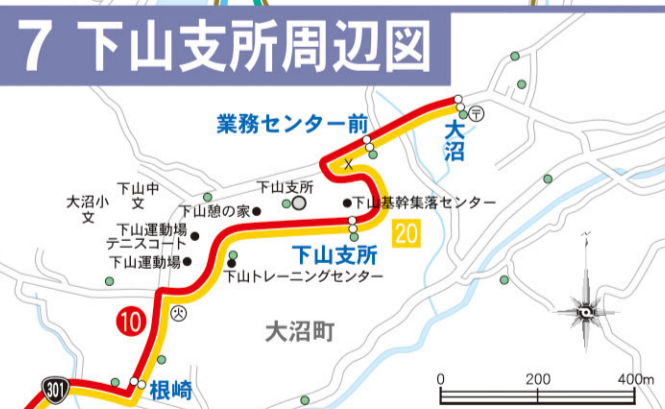 7 下山支所周辺図
業務センター前
〒
大沼
X
下山中
文
大沼小
文
下山支所
下山憩の家
下山基幹集落センター
下山運動場
テニスコート
20
下山支所
下山運動場
下山トレーニングセンター
火
10
大沼町
301
根崎
0 200 400m